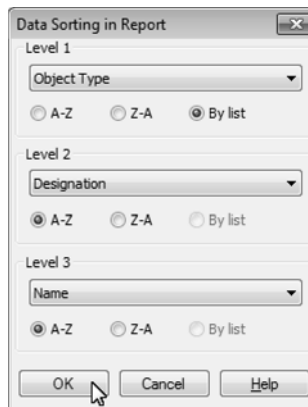 Data Sorting in Report
Level 1
Object Type
A-Z Z-A By list
Level 2
Designation
A-Z Z-A By list
Level 3
Name
A-Z Z-A By list
OK Cancel Help